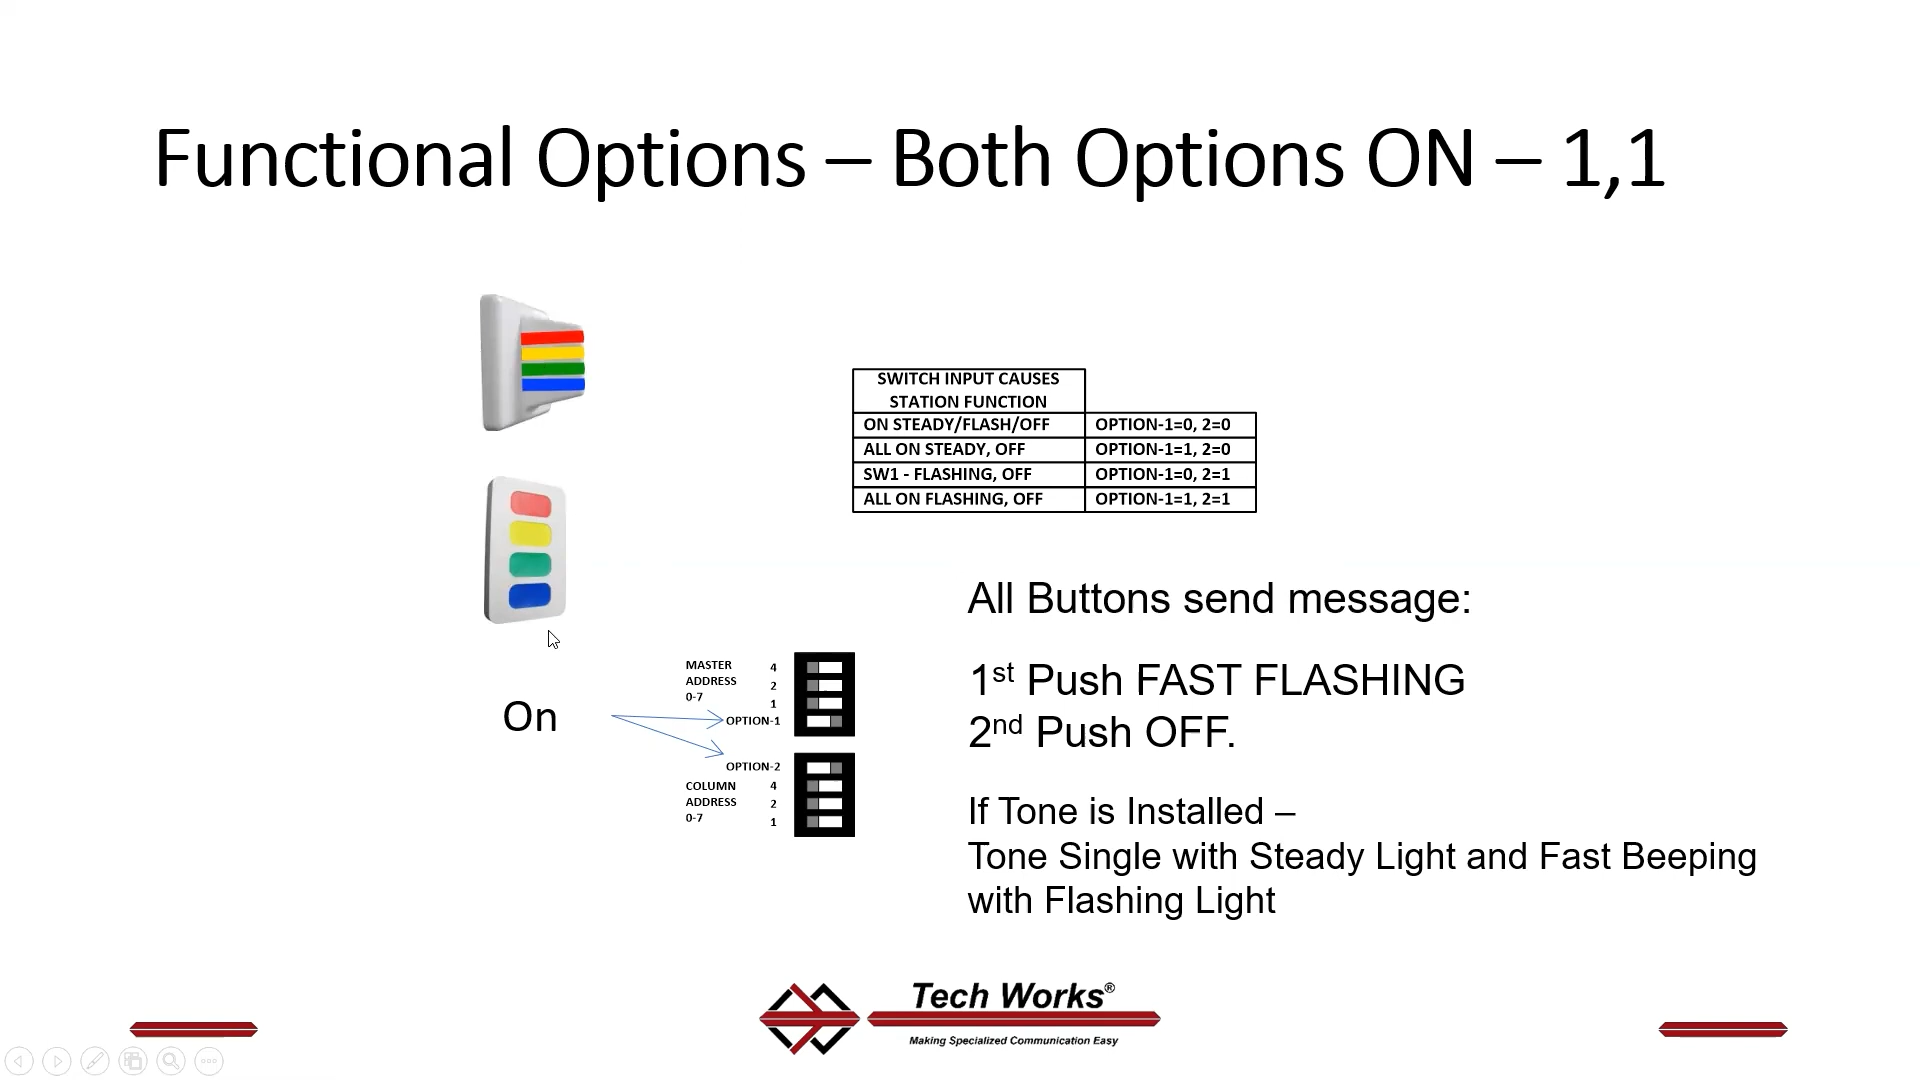 Functional Options – Both Options ON – 1,1
SWITCH INPUT CAUSES
STATION FUNCTION
ON STEADY/FLASH/OFF OPTION-1=0, 2=0
ALL ON STEADY, OFF OPTION-1=1, 2=0
SW1 - FLASHING, OFF OPTION-1=0, 2=1
ALL ON FLASHING, OFF OPTION-1=1, 2=1
All Buttons send message:
1st Push FAST FLASHING
2nd Push OFF.
If Tone is Installed –
Tone Single with Steady Light and Fast Beeping
with Flashing Light
On
MASTER 4
ADDRESS 2
0-7 1
OPTION-1
OPTION-2
COLUMN 4
ADDRESS 2
0-7 1
Tech Works®
Making Specialized Communication Easy